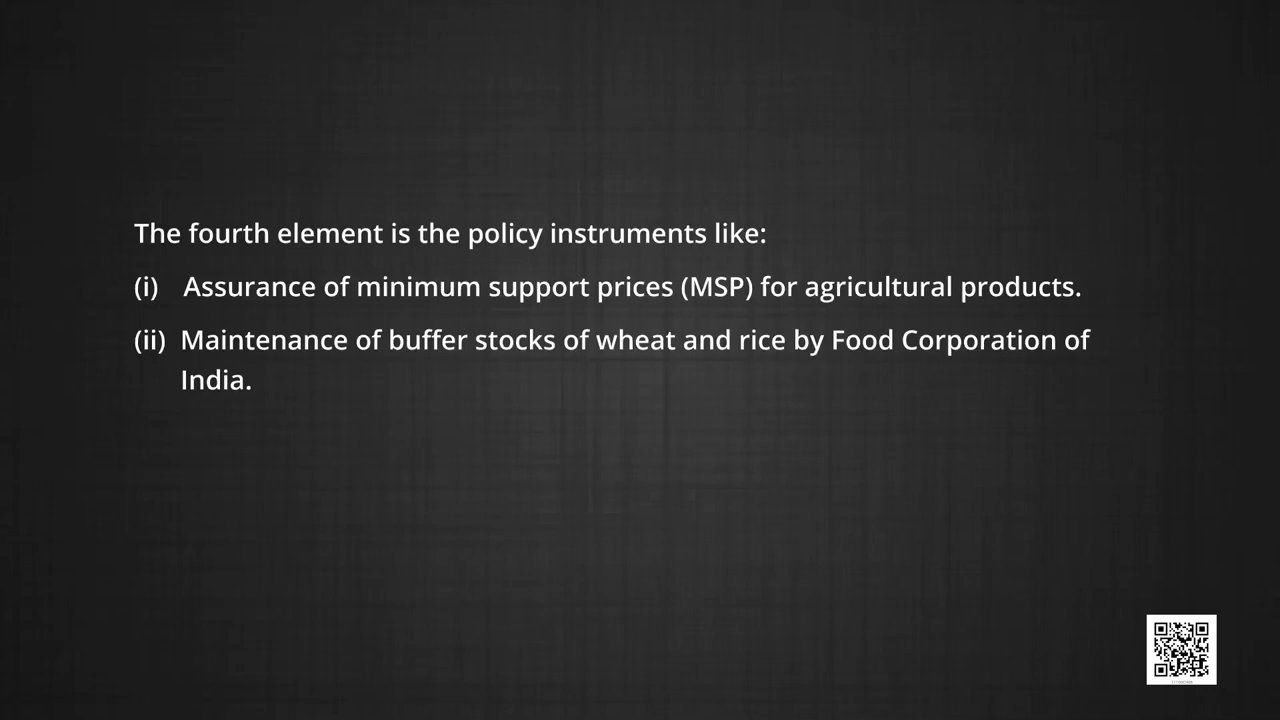 The fourth element is the policy instruments like:
(i) Assurance of minimum support prices (MSP) for agricultural products.
(ii) Maintenance of buffer stocks of wheat and rice by Food Corporation of
India.